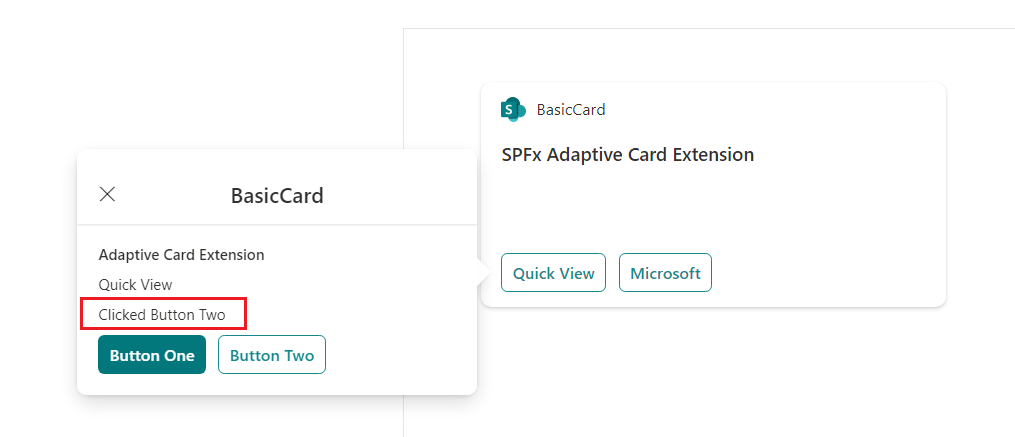 BasicCard
SPFx Adaptive Card Extension
Quick View Microsoft
BasicCard
Adaptive Card Extension
Quick View
Clicked Button Two
Button One Button Two